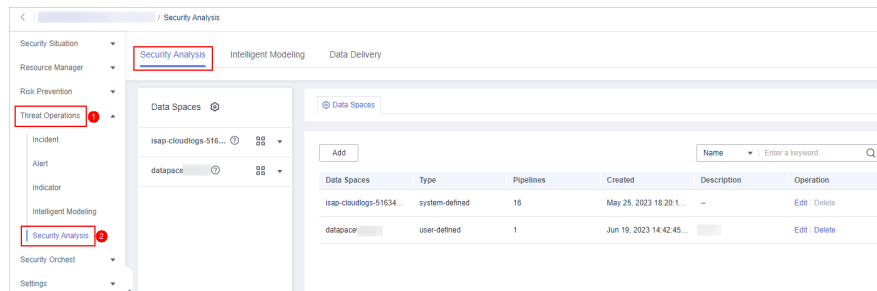 / Security Analysis
Security Situation
Resource Manager
Risk Prevention
Threat Operations 1
Incident
Alert
Indicator
Intelligent Modeling
Security Analysis 2
Security Orchest
Settings
Security Analysis Intelligent Modeling Data Delivery
Data Spaces
isap-cloudlogs-516...
datapace
Data Spaces
Add Name Enter a keyword.
Data Spaces Type Pipelines Created Description Operation
isap-cloudlogs-51634... system-defined 16 May 25, 2023 18:20:1... -- Edit | Delete
datapace user-defined 1 Jun 19, 2023 14:42:45... Edit | Delete